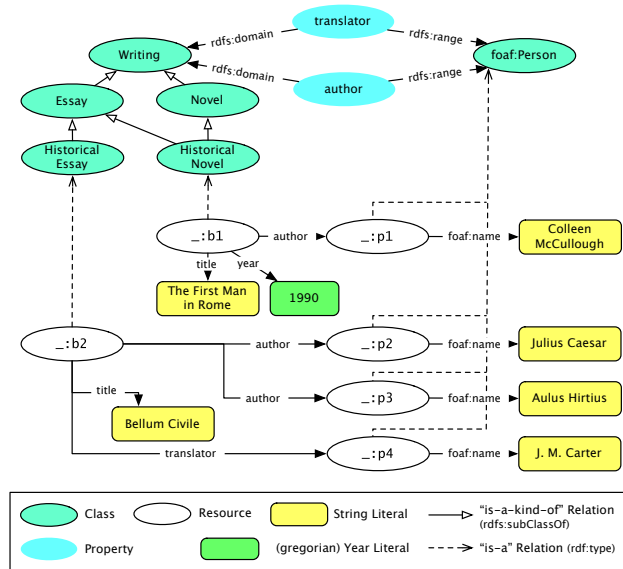 translator
rdfs:domain
rdfs:range
Writing
foaf:Person
rdfs:domain
rdfs:range
author
Essay
Novel
Historical
Essay
Historical
Novel
_:b1
author
_:p1
foaf:name
Colleen
McCullough
title
year
The First Man
in Rome
1990
_:b2
author
_:p2
foaf:name
Julius Caesar
title
author
_:p3
foaf:name
Aulus Hirtius
Bellum Civile
translator
_:p4
foaf:name
J. M. Carter
Class
Resource
String Literal
"is-a-kind-of" Relation
(rdfs:subClassOf)
Property
(gregorian) Year Literal
"is-a" Relation (rdf:type)